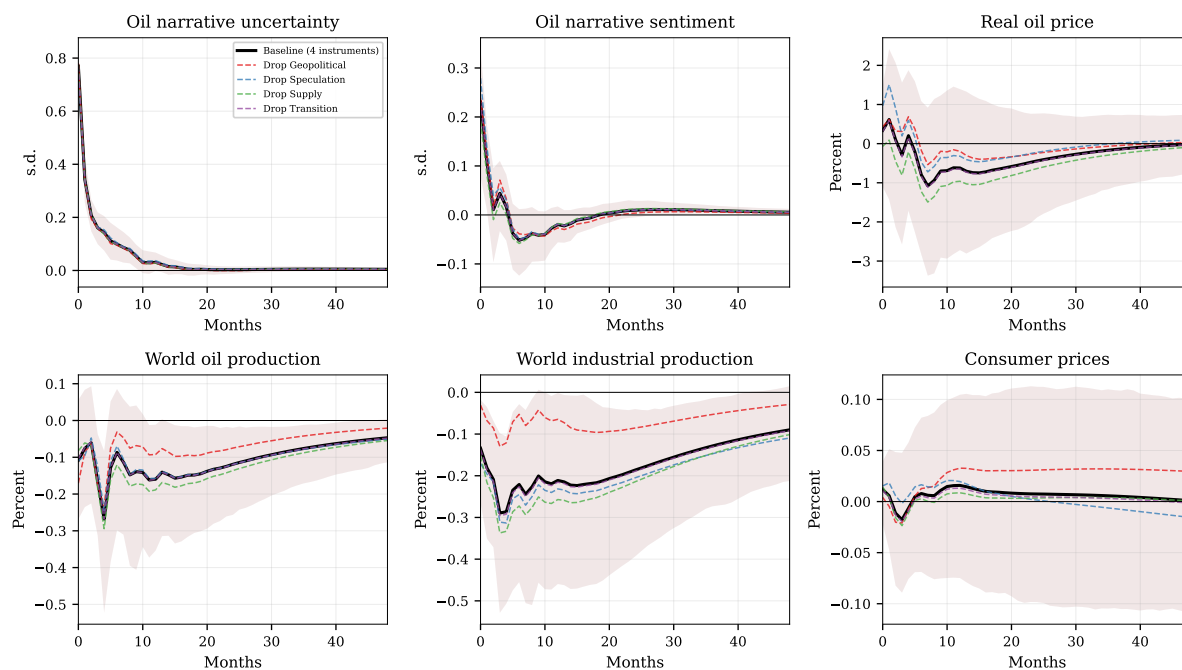 Oil narrative uncertainty
s.d.
0.8
0.6
0.4
0.2
0.0
0
10
20
30
40
Months
Baseline (4 instruments)
Drop Geopolitical
Drop Speculation
Drop Supply
Drop Transition
Oil narrative sentiment
s.d.
0.3
0.2
0.1
0.0
−0.1
0
10
20
30
40
Months
Real oil price
Percent
2
1
0
−1
−2
−3
0
10
20
30
40
Months
World oil production
Percent
0.1
0.0
−0.1
−0.2
−0.3
−0.4
−0.5
0
10
20
30
40
Months
World industrial production
Percent
0.0
−0.1
−0.2
−0.3
−0.4
−0.5
0
10
20
30
40
Months
Consumer prices
Percent
0.10
0.05
0.00
−0.05
−0.10
0
10
20
30
40
Months